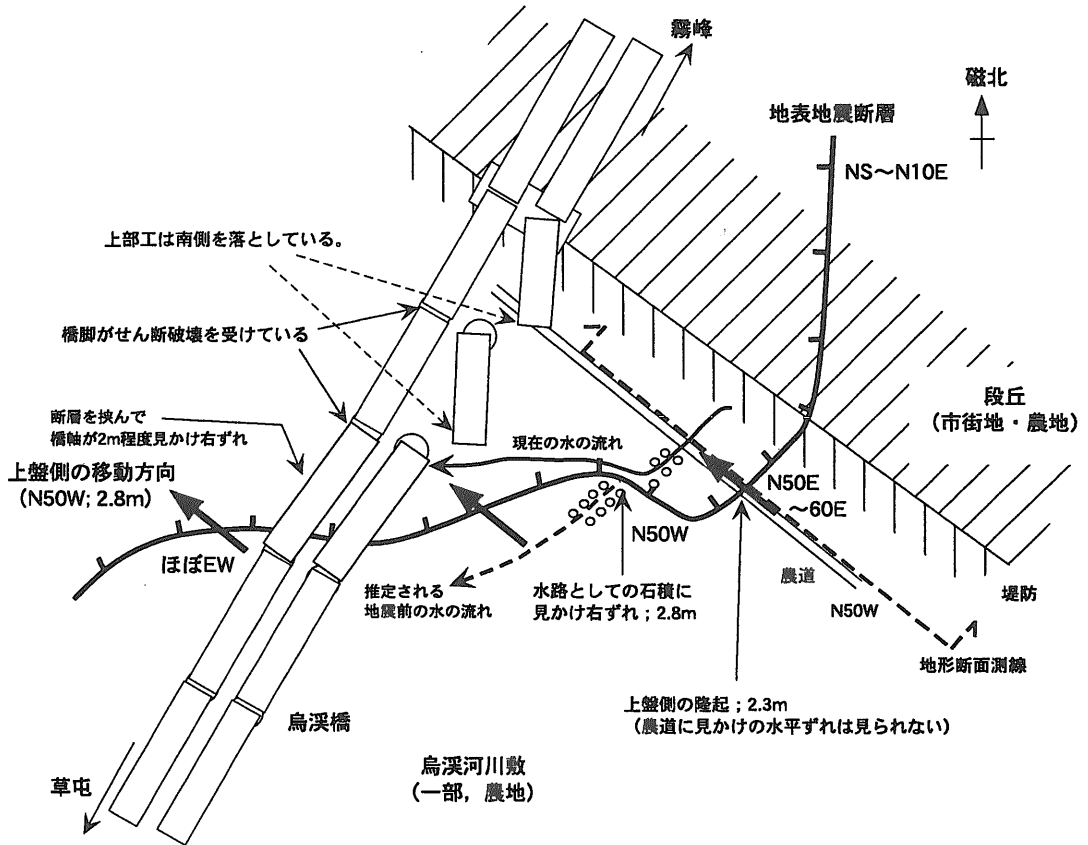 霧峰
磁北
地表地震断層
NS～N10E
上部工は南側を落としている。
橋脚がせん断破壊を受けている
段丘
（市街地・農地）
断層を挟んで
橋軸が2m程度見かけ右ずれ
現在の水の流れ
上盤側の移動方向
（N50W; 2.8m）
N50E
～60E
N50W
ほぼEW
農道
推定される
地震前の水の流れ
水路としての石積に
見かけ右ずれ；2.8m
N50W
堤防
地形断面測線
上盤側の隆起；2.3m
（農道に見かけの水平ずれは見られない）
烏渓橋
烏渓河川敷
（一部，農地）
草屯